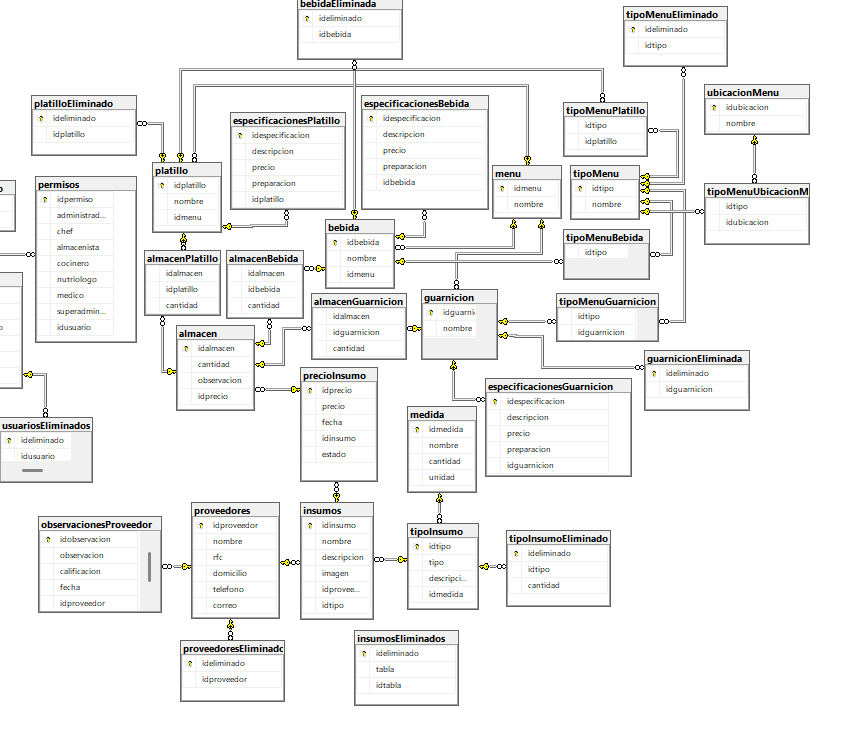 bebidaEliminada
ideliminado
idbebida
tipoMenuEliminado
ideliminado
idtipo
platilloEliminado
ideliminado
idplatillo
especificacionesPlatillo
idespecificacion
descripcion
precio
preparacion
idplatillo
especificacionesBebida
idespecificacion
descripcion
precio
preparacion
idbebida
tipoMenuPlatillo
idtipo
idplatillo
ubicacionMenu
idubicacion
nombre
permisos
idpermiso
administrad...
chef
almacenista
cocinero
nutriologo
medico
superadmin...
idusuario
platillo
idplatillo
nombre
idmenu
menu
idmenu
nombre
tipoMenu
idtipo
nombre
tipoMenuUbicacionM
idtipo
idubicacion
bebida
idbebida
nombre
idmenu
tipoMenuBebida
idtipo
almacenPlatillo
idalmacen
idplatillo
cantidad
almacenBebida
idalmacen
idbebida
cantidad
almacenGuarnicion
idalmacen
idguarnicion
cantidad
guarnicion
idguarni
nombre
tipoMenuGuarnicion
idtipo
idguarnicion
almacen
idalmacen
cantidad
observacion
idprecio
guarnicionEliminada
ideliminado
idguarnicion
precioInsumo
idprecio
precio
fecha
idinsumo
estado
especificacionesGuarnicion
idespecificacion
descripcion
precio
preparacion
idguarnicion
medida
idmedida
nombre
cantidad
unidad
usuariosEliminados
ideliminado
idusuario
observacionesProveedor
idobservacion
observacion
calificacion
fecha
idproveedor
proveedores
idproveedor
nombre
rfc
domicilio
telefono
correo
insumos
idinsumo
nombre
descripcion
imagen
idprovee...
idtipo
tipoInsumo
idtipo
tipo
descripci...
idmedida
tipoInsumoEliminado
ideliminado
idtipo
cantidad
proveedoresEliminado
ideliminado
idproveedor
insumosEliminados
ideliminado
tabla
idtabla